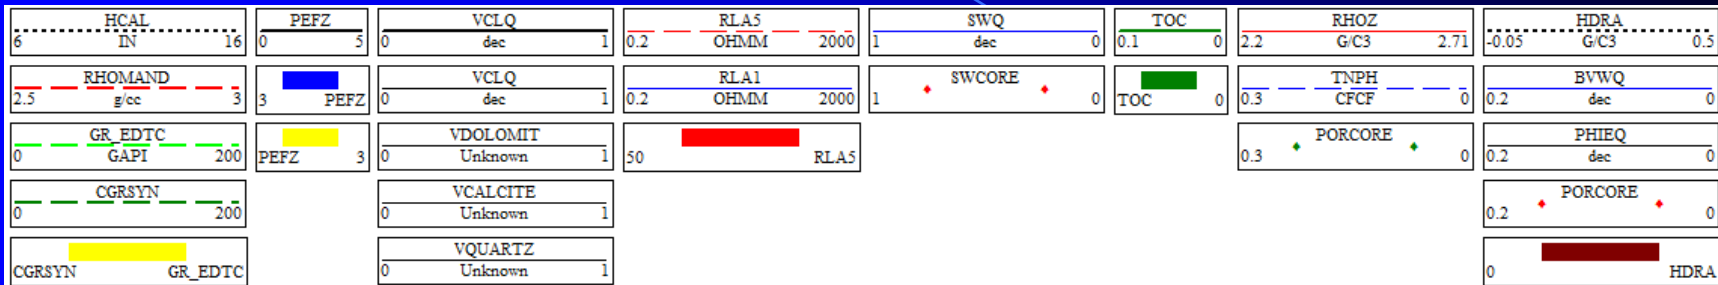 HCAL PEFZ VCLQ RLA5 SWQ TOC RHOZ HDRA
6 IN 16 0 5 0 dec 1 0.2 OHMM 2000 1 dec 0 0.1 0 2.2 G/C3 2.71 -0.05 G/C3 0.5
RHOMAND VCLQ RLA1 SWCORE TNPH BVWQ
2.5 g/cc 3 3 PEFZ 0 dec 1 0.2 OHMM 2000 1 0 TOC 0 0.3 CFCF 0 0.2 dec 0
GR_EDTC VDOLOMIT PORCORE PHIEQ
0 GAPI 200 PEFZ 3 0 Unknown 1 50 RLA5 0.3 0 0.2 dec 0
CGRSYN VCALCITE PORCORE
0 200 0 Unknown 1 0.2 0
VQUARTZ
CGRSYN GR_EDTC 0 Unknown 1 0 HDRA